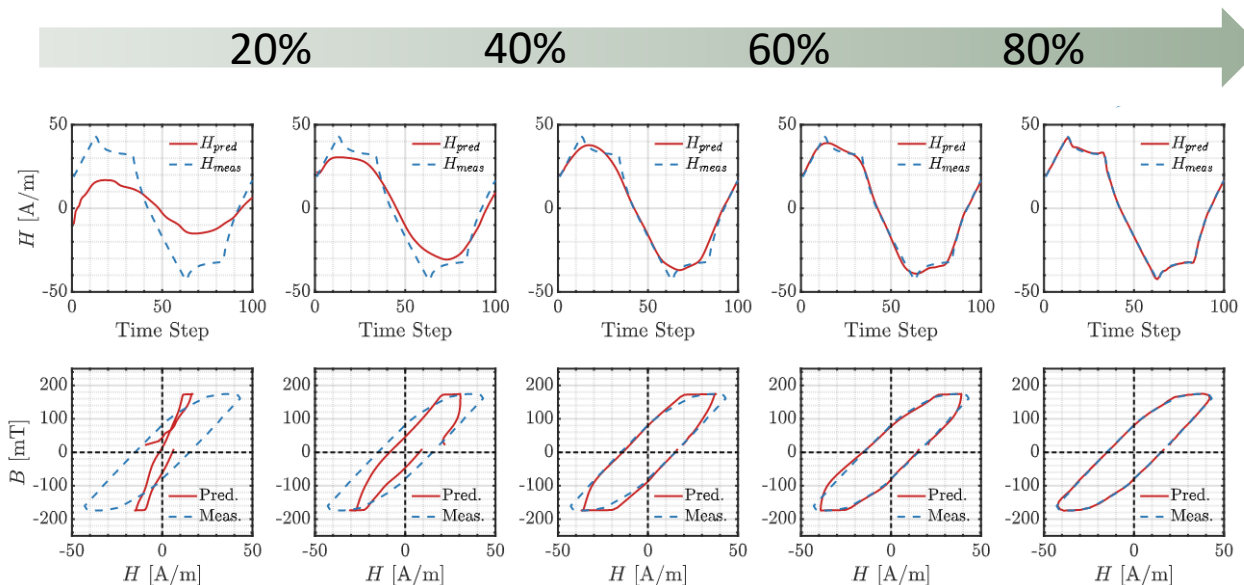 20% 40% 60% 80%
50 50 50 50 50
H_pred H_pred H_pred H_pred H_pred
H_meas H_meas H_meas H_meas H_meas
H [A/m]
0 0 0 0 0
-50 -50 -50 -50 -50
0 50 100 0 50 100 0 50 100 0 50 100 0 50 100
Time Step Time Step Time Step Time Step Time Step
200 200 200 200 200
100 100 100 100 100
B [mT]
0 0 0 0 0
-100 -100 -100 -100 -100
Pred. Pred. Pred. Pred. Pred.
-200 -200 -200 -200 -200
Meas. Meas. Meas. Meas. Meas.
-50 0 50 -50 0 50 -50 0 50 -50 0 50 -50 0 50
H [A/m] H [A/m] H [A/m] H [A/m] H [A/m]